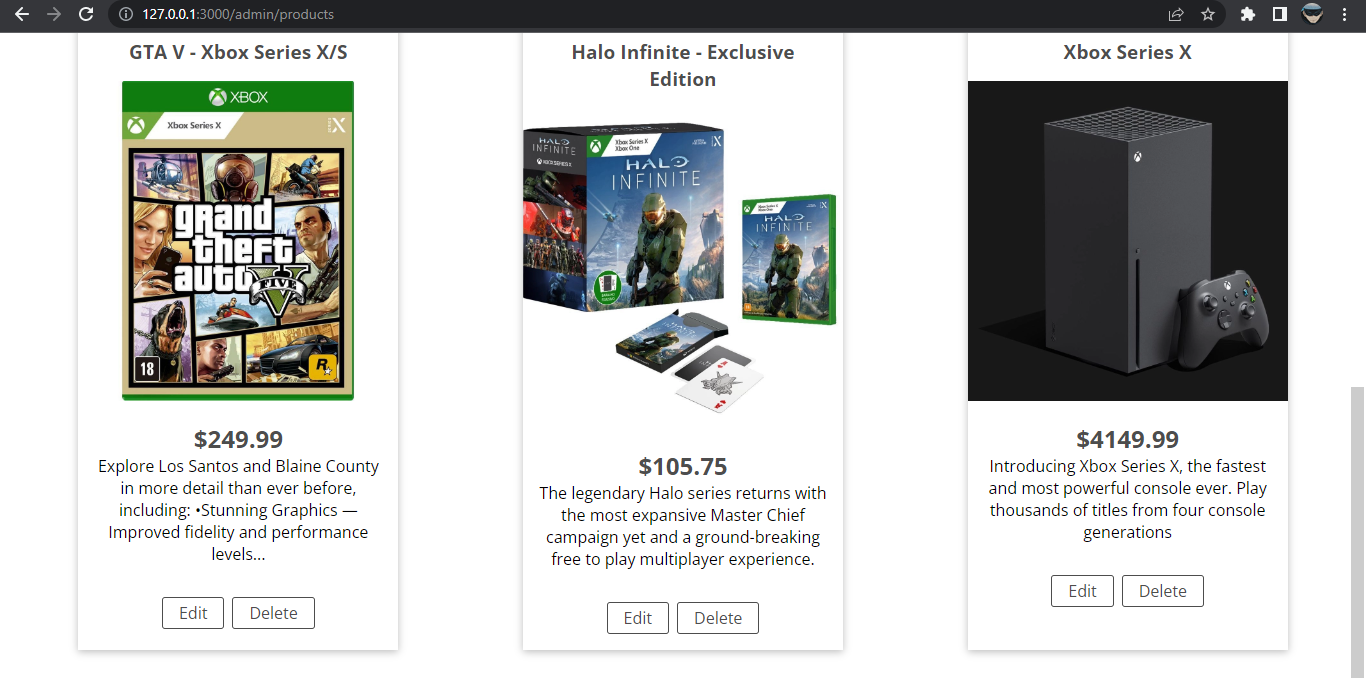 127.0.0.1:3000/admin/products
GTA V - Xbox Series X/S
XBOX
Xbox Series X
grand
theft
auto
FIVE
18
R
$249.99
Explore Los Santos and Blaine County
in more detail than ever before,
including: •Stunning Graphics —
Improved fidelity and performance
levels...
Edit
Delete
Halo Infinite - Exclusive
Edition
HALO
INFINITE
XBOX SERIES X
Xbox Series X
Xbox One
HALO
INFINITE
HALO
INFINITE
$105.75
The legendary Halo series returns with
the most expansive Master Chief
campaign yet and a ground-breaking
free to play multiplayer experience.
Edit
Delete
Xbox Series X
$4149.99
Introducing Xbox Series X, the fastest
and most powerful console ever. Play
thousands of titles from four console
generations
Edit
Delete